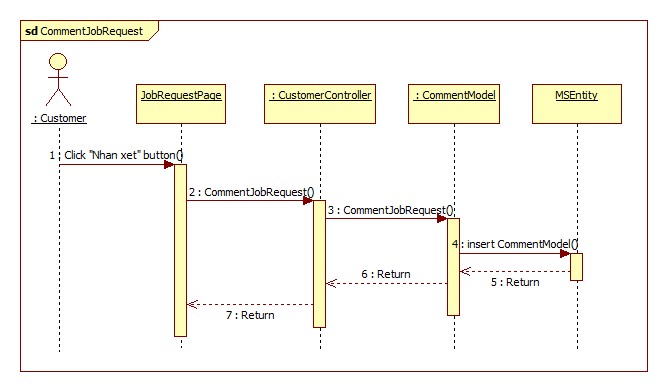 sd CommentJobRequest
: Customer
JobRequestPage
: CustomerController
: CommentModel
MSEntity
1 : Click "Nhan xet" button()
2 : CommentJobRequest()
3 : CommentJobRequest()
4 : insert CommentModel()
5 : Return
6 : Return
7 : Return